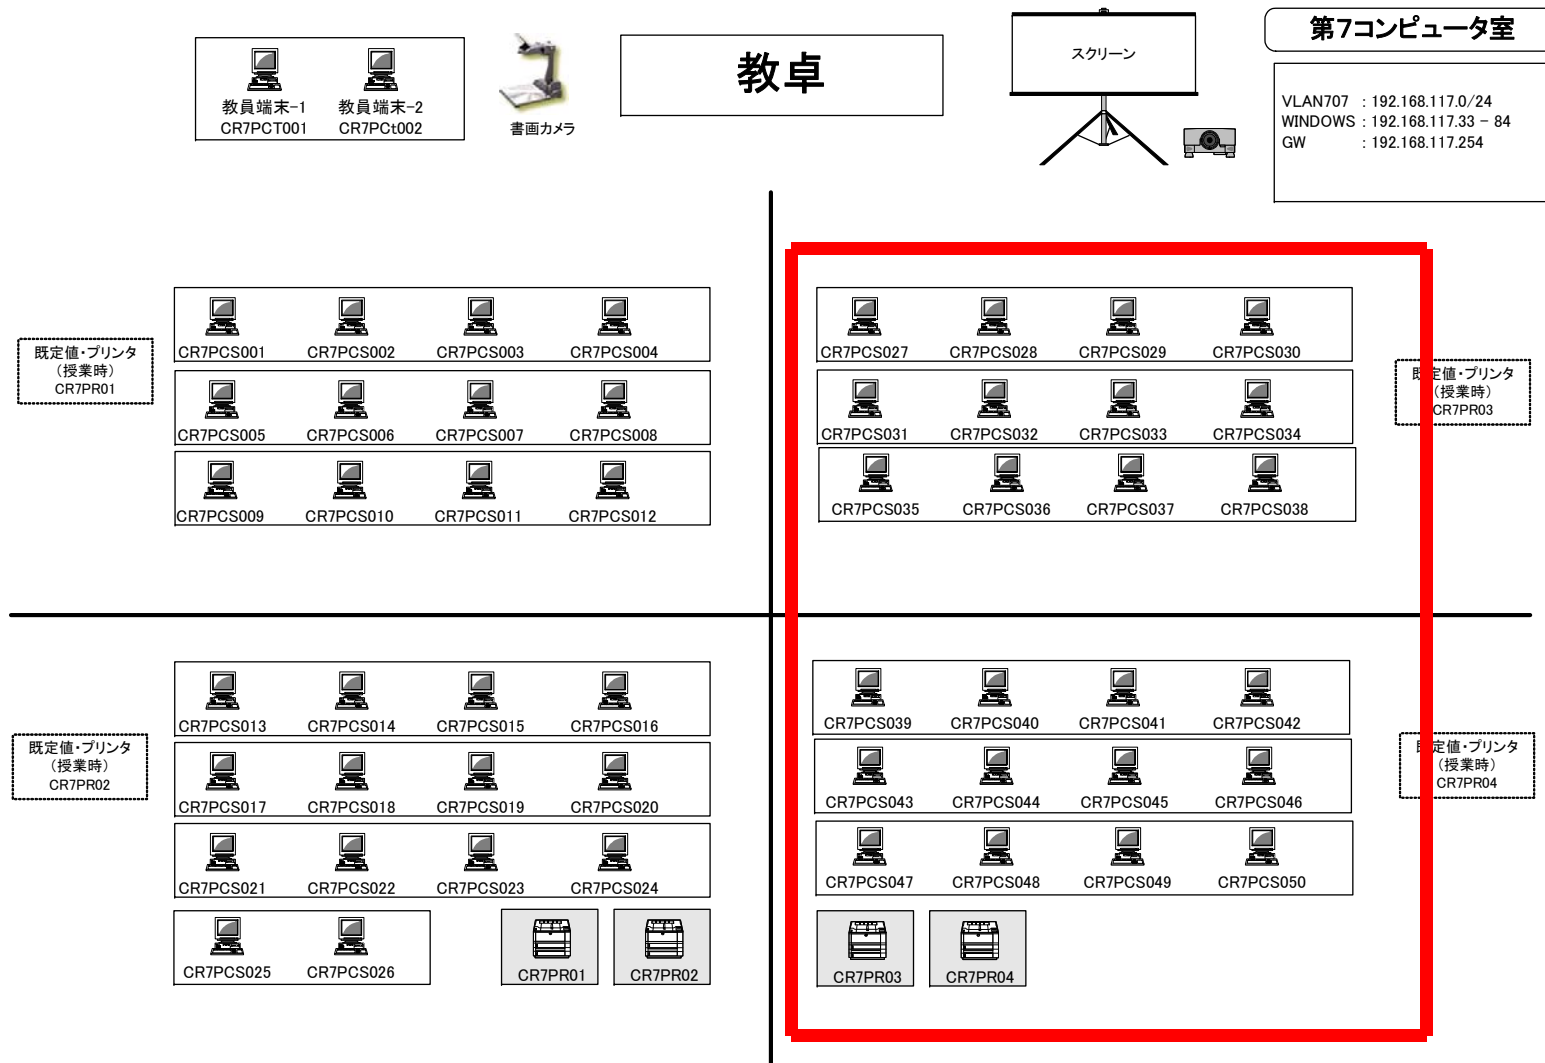 第7コンピュータ室
教卓
スクリーン
教員端末-1
教員端末-2
CR7PCT001
CR7PCt002
書画カメラ
VLAN707 : 192.168.117.0/24
WINDOWS : 192.168.117.33 - 84
GW : 192.168.117.254
既定値・プリンタ
(授業時)
CR7PR01
CR7PCS001 CR7PCS002 CR7PCS003 CR7PCS004
CR7PCS005 CR7PCS006 CR7PCS007 CR7PCS008
CR7PCS009 CR7PCS010 CR7PCS011 CR7PCS012
CR7PCS027 CR7PCS028 CR7PCS029 CR7PCS030
CR7PCS031 CR7PCS032 CR7PCS033 CR7PCS034
CR7PCS035 CR7PCS036 CR7PCS037 CR7PCS038
既定値・プリンタ
(授業時)
CR7PR03
既定値・プリンタ
(授業時)
CR7PR02
CR7PCS013 CR7PCS014 CR7PCS015 CR7PCS016
CR7PCS017 CR7PCS018 CR7PCS019 CR7PCS020
CR7PCS021 CR7PCS022 CR7PCS023 CR7PCS024
CR7PCS025 CR7PCS026 CR7PR01 CR7PR02
CR7PCS039 CR7PCS040 CR7PCS041 CR7PCS042
CR7PCS043 CR7PCS044 CR7PCS045 CR7PCS046
CR7PCS047 CR7PCS048 CR7PCS049 CR7PCS050
CR7PR03 CR7PR04
既定値・プリンタ
(授業時)
CR7PR04